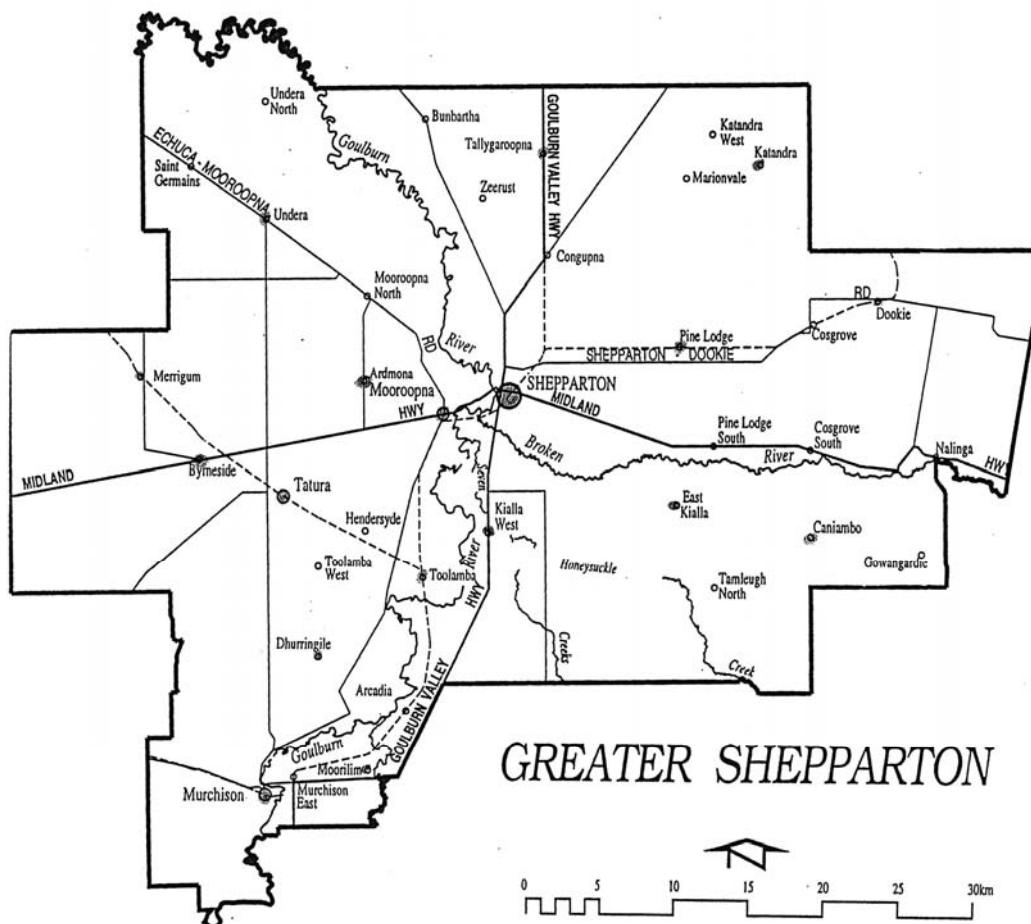 Undera
North
Bunbartha
GOULBURN VALLEY HWY
Tallygaroopna
Katandra
West
Katandra
Goulburn
ECHUCA - MOOROOPNA
Saint
Germains
Zeerust
Marionvale
Undera
Congupna
Mooroopna
North
RD
Dookie
River
RD
Pine Lodge
Cosgrove
SHEPPARTON DOOKIE
Merrigum
Ardmona
Mooroopna
SHEPPARTON
HWY
MIDLAND
Pine Lodge
South
Cosgrove
South
Broken
River
Nalinga
HWY
MIDLAND
Byrneside
Seven
Tatura
Kialla
West
East
Kialla
Hendersyde
Caniambo
River
Toolamba
West
Toolamba
Honeysuckle
Gowangardie
HWY
Tamleugh
North
Dhurringile
Creeks
Creek
Arcadia
GOULBURN VALLEY
Goulburn
Moorilim
Murchison
Murchison
East
GREATER SHEPPARTON
N
0 5 10 15 20 25 30km